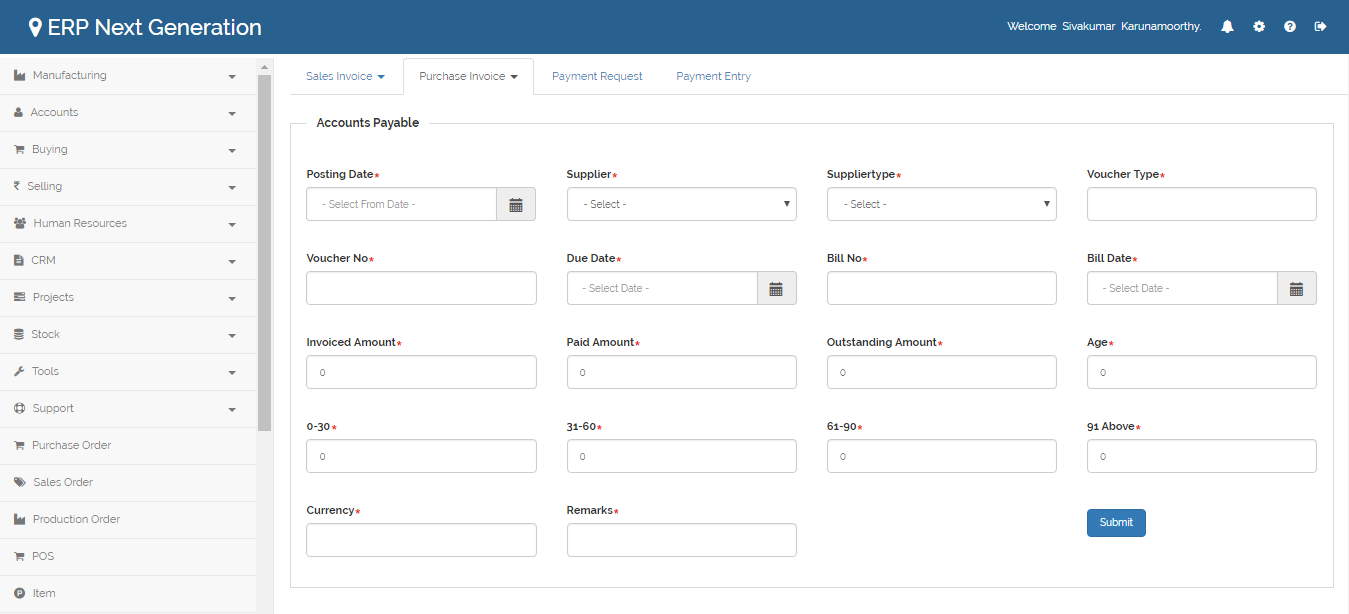 ERP Next Generation
Welcome Sivakumar Karunamoorthy.
Manufacturing
Accounts
Buying
Selling
Human Resources
CRM
Projects
Stock
Tools
Support
Purchase Order
Sales Order
Production Order
POS
Item
Sales Invoice Purchase Invoice Payment Request Payment Entry
Accounts Payable
Posting Date* Supplier* Suppliertype* Voucher Type*
- Select From Date - - Select - - Select -
Voucher No* Due Date* Bill No* Bill Date*
- Select Date - - Select Date -
Invoiced Amount* Paid Amount* Outstanding Amount* Age*
0 0 0 0
0-30* 31-60* 61-90* 91 Above*
0 0 0 0
Currency* Remarks*
Submit